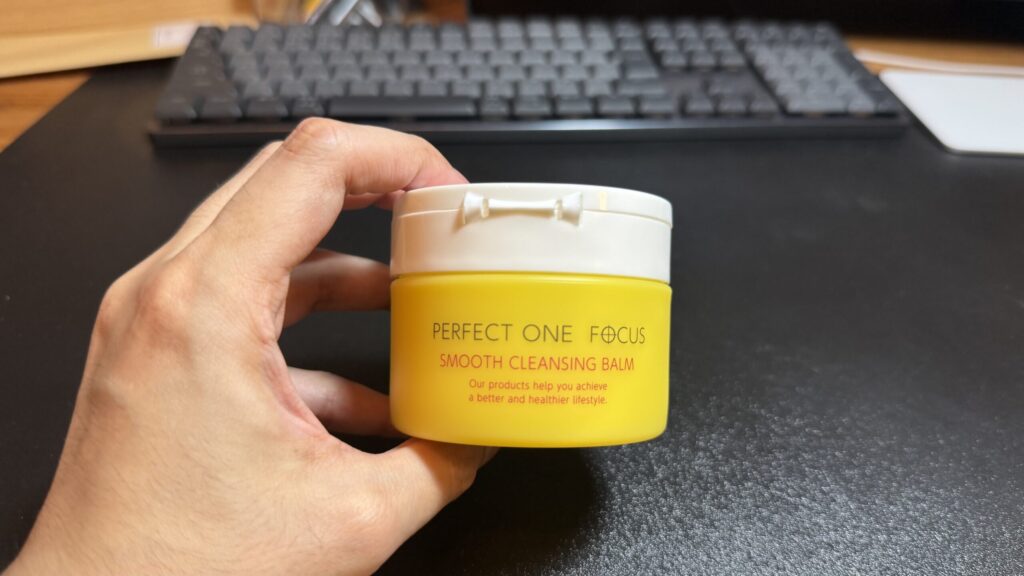 PERFECT ONE FOCUS
SMOOTH CLEANSING BALM
Our products help you achieve
a better and healthier lifestyle.